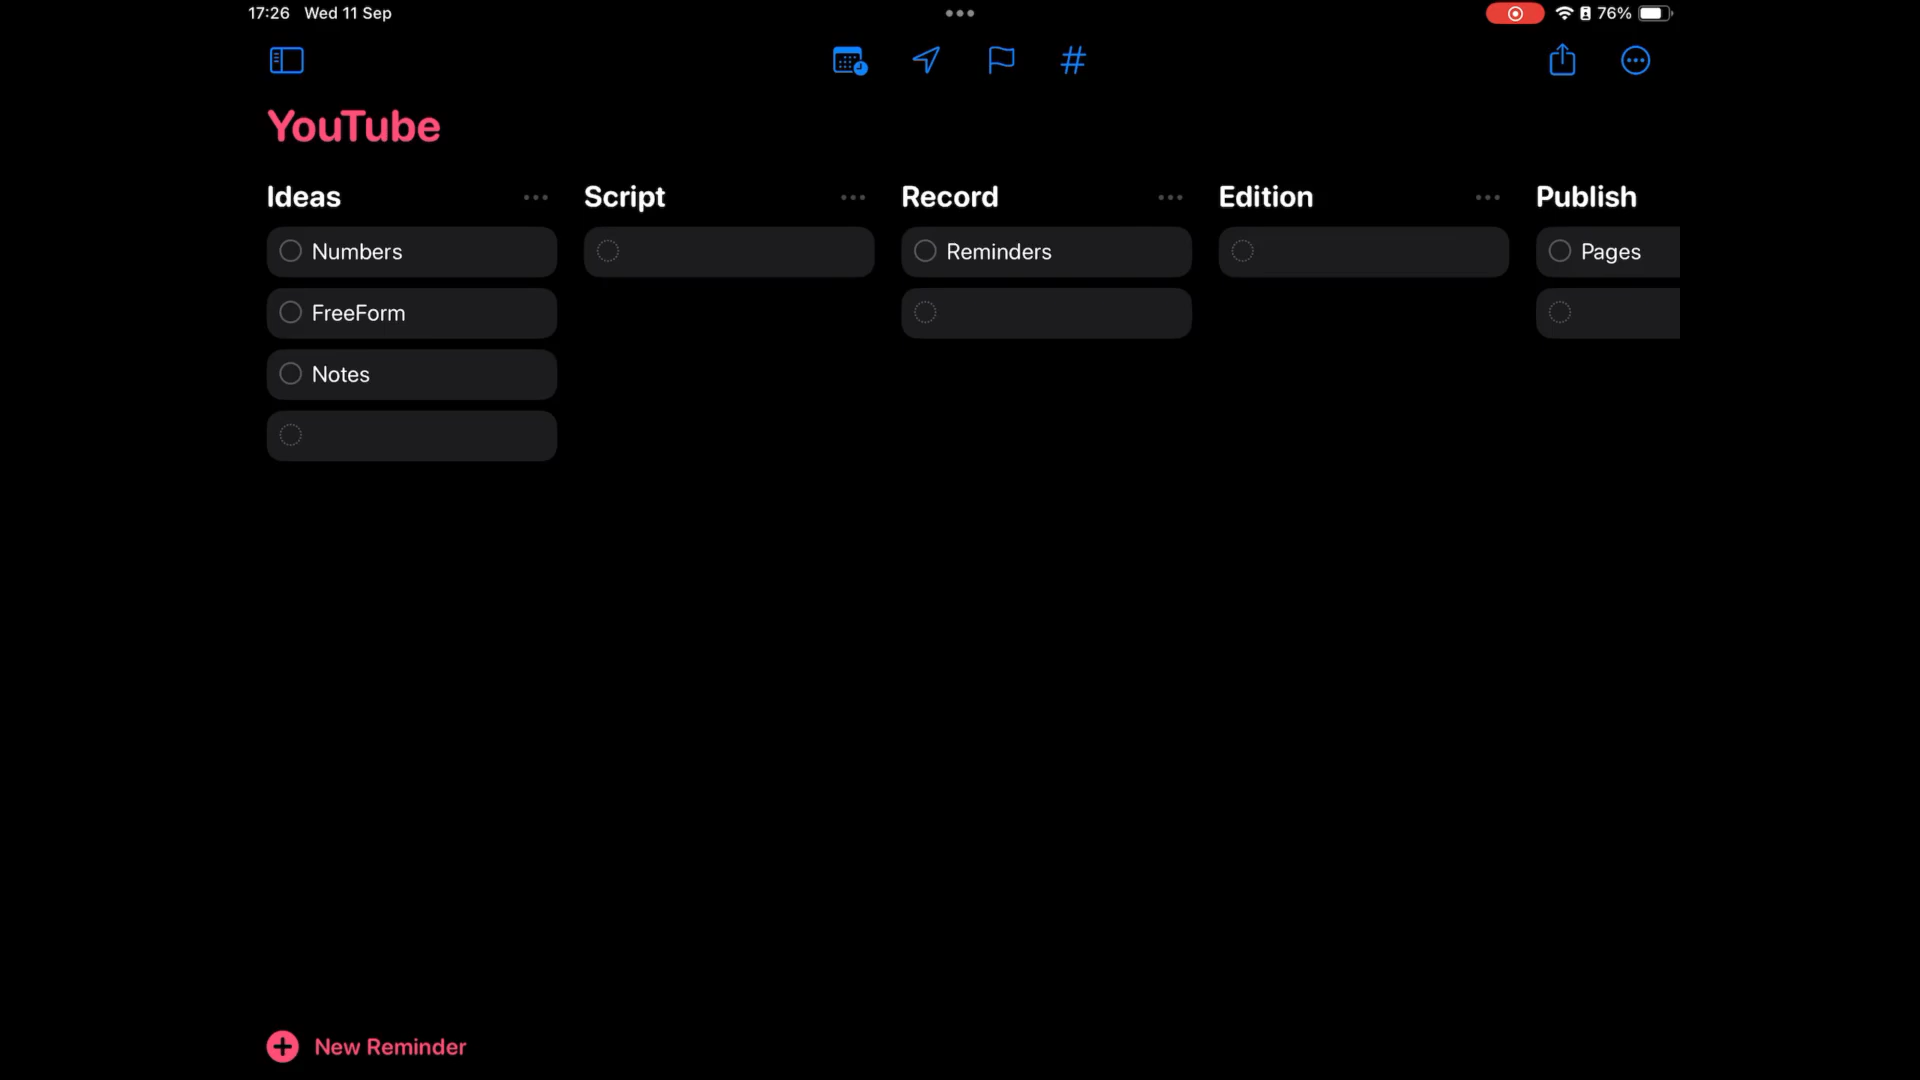 17:26 Wed 11 Sep
76%
YouTube
Ideas
Numbers
FreeForm
Notes
Script
Record
Reminders
Edition
Publish
Pages
New Reminder